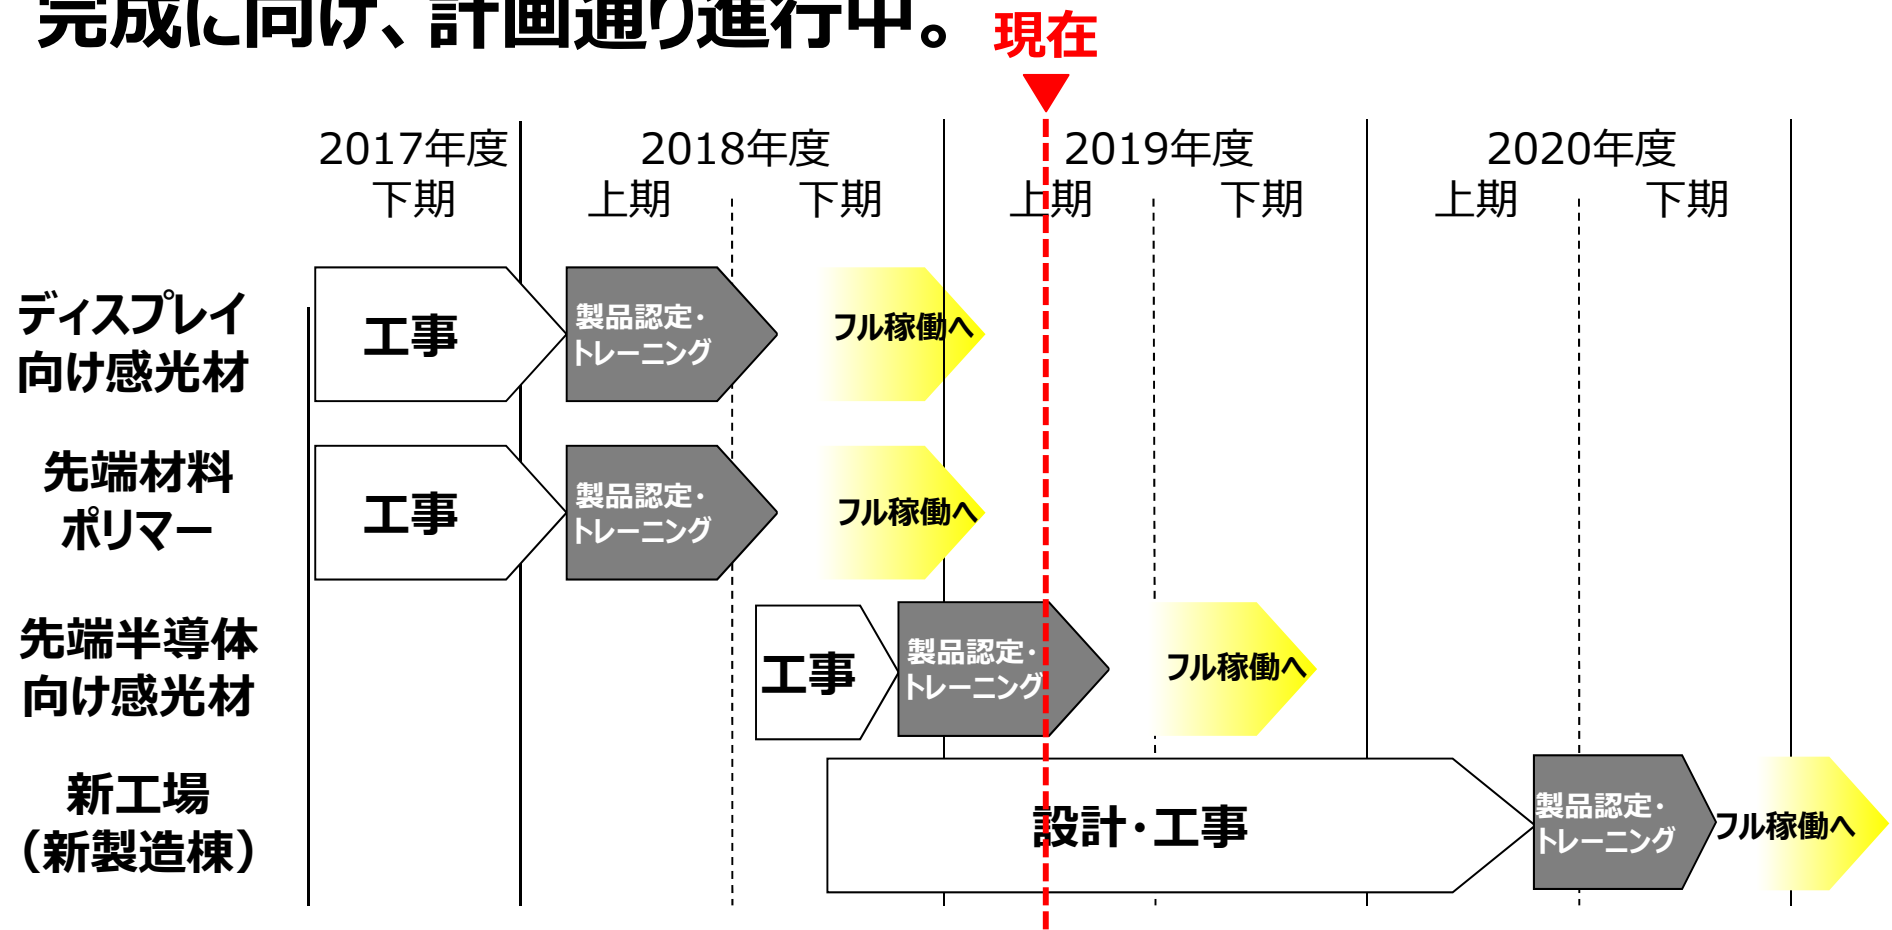 完成に向け、計画通り進行中。
現在
2017年度
2018年度
2019年度
2020年度
下期
上期
下期
上期
下期
上期
下期
ディスプレイ
向け感光材
工事
製品認定・
トレーニング
フル稼働へ
先端材料
ポリマー
工事
製品認定・
トレーニング
フル稼働へ
先端半導体
向け感光材
工事
製品認定・
トレーニング
フル稼働へ
新工場
（新製造棟）
設計・工事
製品認定・
トレーニング
フル稼働へ